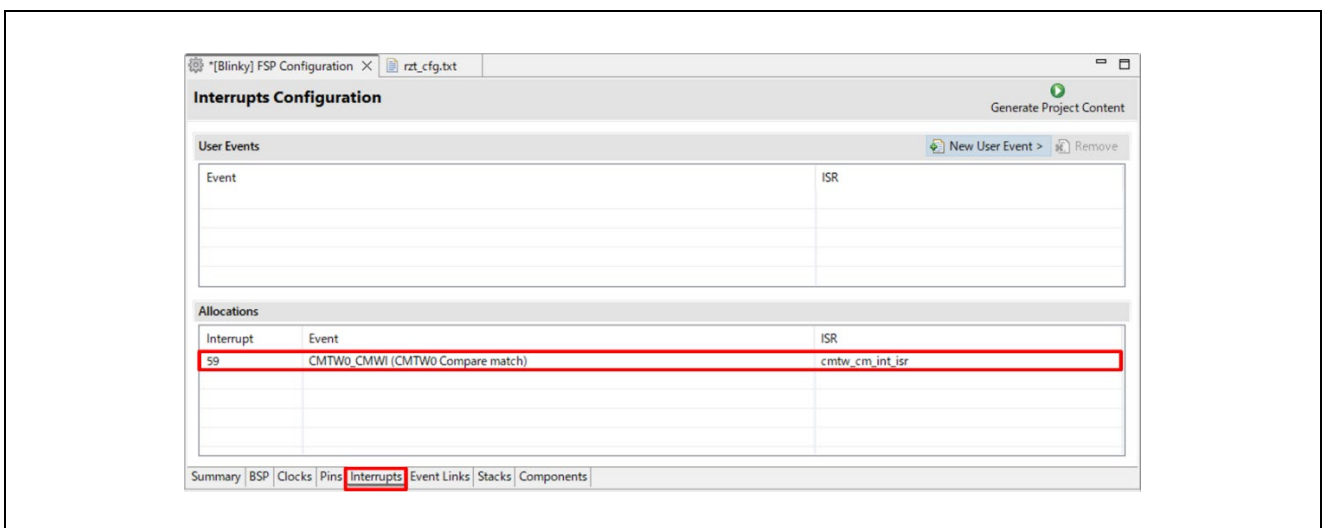 *[Blinky] FSP Configuration rzt_cfg.txt
Interrupts Configuration
Generate Project Content
User Events New User Event > Remove
Event ISR
Allocations
Interrupt Event ISR
59 CMTW0_CMWI (CMTW0 Compare match) cmtw_cm_int_isr
Summary BSP Clocks Pins Interrupts Event Links Stacks Components